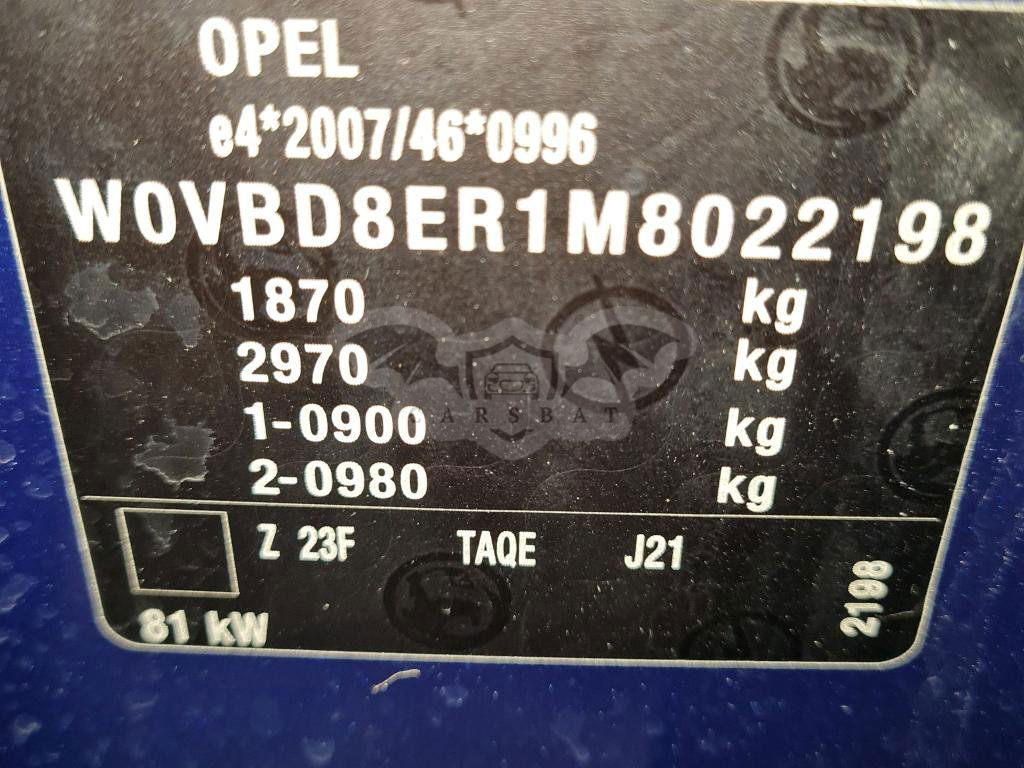 OPEL
e4*2007/46*0996
W0VBD8ER1M8022198
1870 kg
2970 kg
1-0900 kg
2-0980 kg
CARSBAT
Z 23F TAQE J21
81 KW
2198